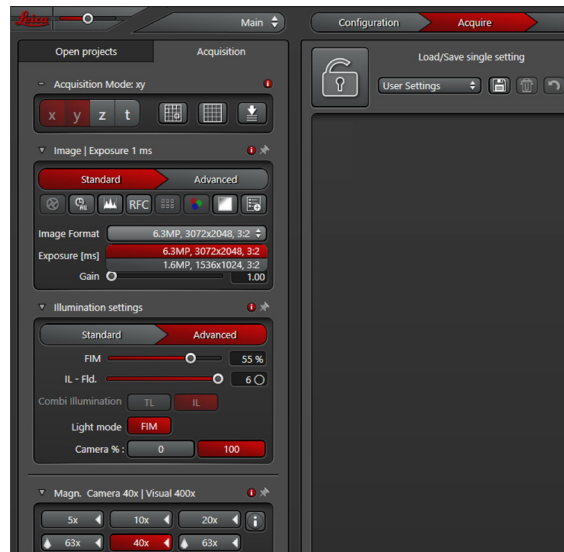 Leica
Main
Configuration
Acquire
Open projects
Acquisition
Load/Save single setting
User Settings
Acquisition Mode: xy
x y z t
Image | Exposure 1 ms
Standard
Advanced
RFC
Image Format
6.3MP, 3072x2048, 3:2
Exposure [ms]
6.3MP, 3072x2048, 3:2
1.6MP, 1536x1024, 3:2
Gain
1.00
Illumination settings
Standard
Advanced
FIM
55 %
IL - Fld.
6
Combi Illumination
TL
IL
Light mode
FIM
Camera % :
0
100
Magn. Camera 40x | Visual 400x
5x
10x
20x
63x
40x
63x